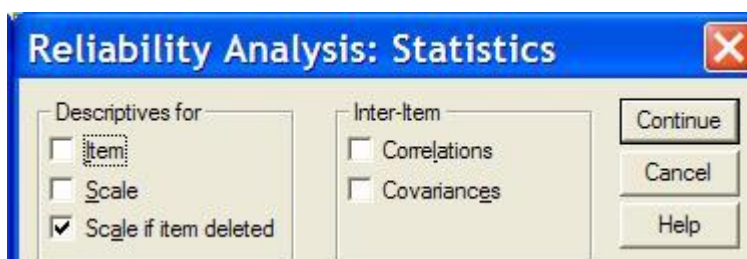 Reliability Analysis: Statistics
Descriptives for
Item
Scale
Scale if item deleted
Inter-Item
Correlations
Covariances
Continue
Cancel
Help